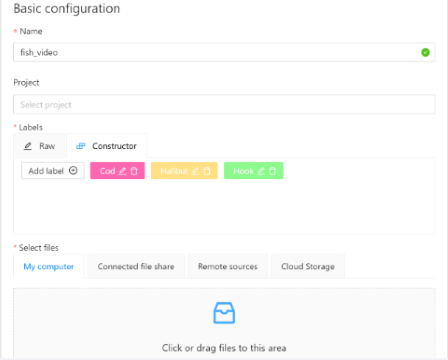 Basic configuration
* Name
fish_video
Project
Select project
* Labels
Raw Constructor
Add label Cod Halibut Hook
* Select files
My computer Connected file share Remote sources Cloud Storage
Click or drag files to this area